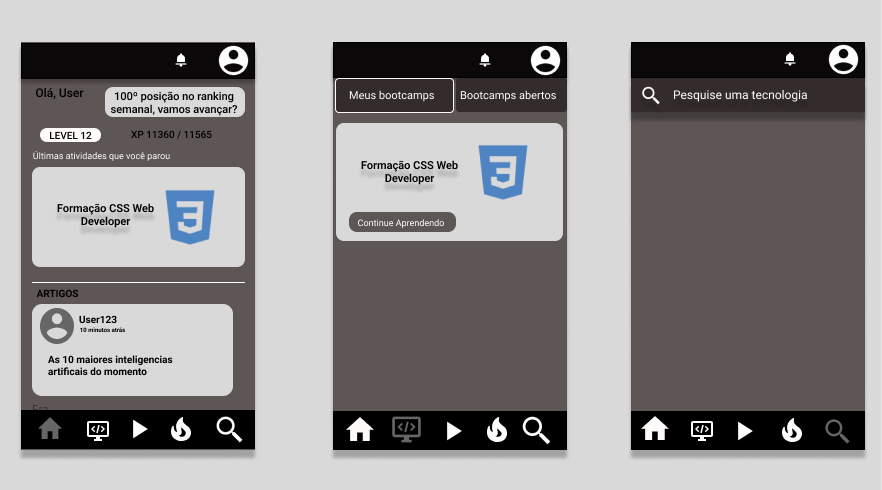 Olá, User
100º posição no ranking
semanal, vamos avançar?
LEVEL 12
XP 11360 / 11565
Últimas atividades que você parou
Formação CSS Web
Developer
ARTIGOS
User123
10 minutos atrás
As 10 maiores inteligencias
artificais do momento
Meus bootcamps
Bootcamps abertos
Formação CSS Web
Developer
Continue Aprendendo
Pesquise uma tecnologia